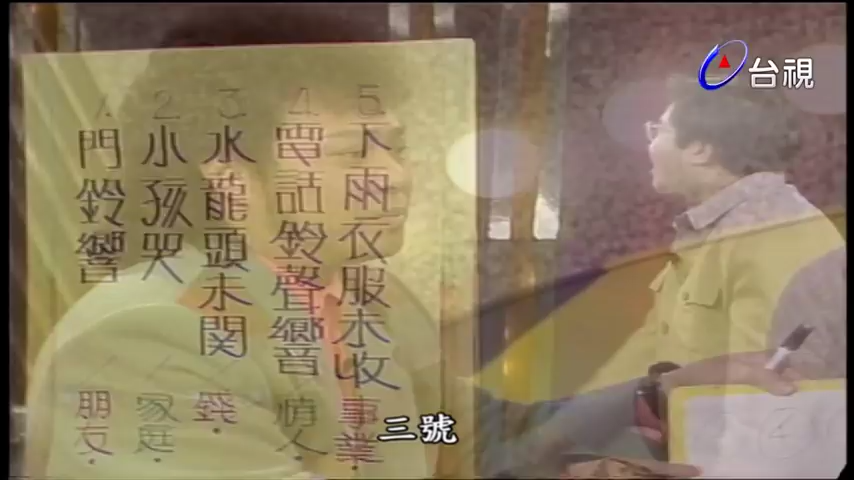 台視
1. 門鈴響 朋友.
2. 小孩哭 家庭.
3. 水龍頭未関 錢.
4. 電話鈴聲響 情人.
5. 下雨衣服未收 事業.
三號
④